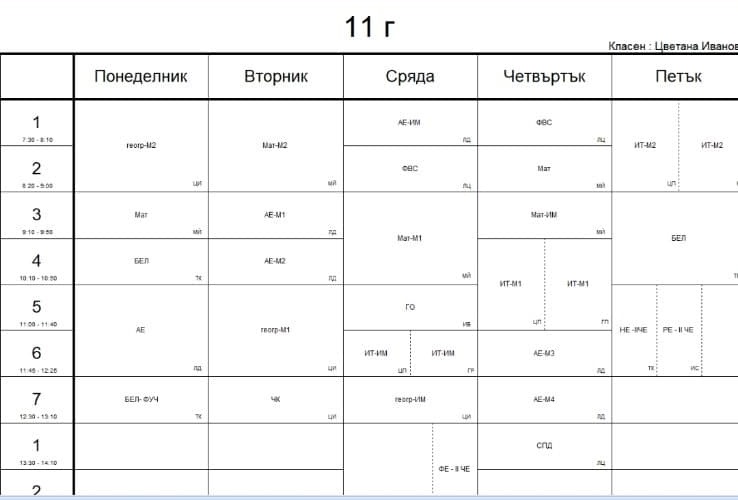 11 г
Класен : Цветана Иванов
Понеделник Вторник Сряда Четвъртък Петък
1
7:30 - 8:10
геогр-М2
ЦИ
Мат-М2
МЙ
АЕ-ИМ
ЛД
ФВС
ЛЦ
ИТ-М2
ЦП
ИТ-М2
2
8:20 - 9:00
ФВС
ЛЦ
Мат
МЙ
3
9:10 - 9:50
Мат
МЙ
АЕ-М1
ЛД
Мат-М1
МЙ
Мат-ИМ
МЙ
БЕЛ
4
10:10 - 10:50
БЕЛ
ТК
АЕ-М2
ЛД
ИТ-М1
ЦП
ИТ-М1
ГП
5
11:00 - 11:40
АЕ
ЛД
геогр-М1
ЦИ
ГО
ИВ
НЕ -IIЧЕ
ТК
РЕ - II ЧЕ
ИС
6
11:45 - 12:25
ИТ-ИМ
ЦП
ИТ-ИМ
АЕ-М3
ЛД
7
12:30 - 13:10
БЕЛ- ФУЧ
ТК
ЧК
ЦИ
геогр-ИМ
ЦИ
АЕ-М4
ЛД
1
13:30 - 14:10
ФЕ - II ЧЕ
СПД
ЛЦ
2